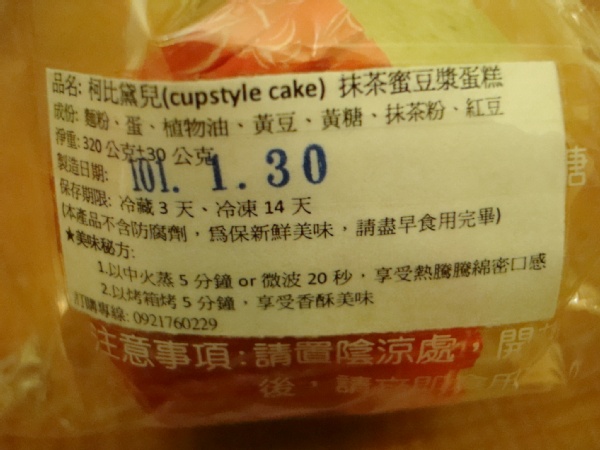 品名: 柯比黛兒(cupstyle cake) 抹茶蜜豆漿蛋糕
成份: 麵粉、蛋、植物油、黃豆、黃糖、抹茶粉、紅豆
淨重: 320 公克±30 公克
製造日期: 101. 1. 30
保存期限: 冷藏 3 天、冷凍 14 天
(本產品不含防腐劑，爲保新鮮美味，請盡早食用完畢)
★美味秘方:
1.以中火蒸 5 分鐘 or 微波 20 秒，享受熱騰騰綿密口感
2.以烤箱烤 5 分鐘，享受香酥美味
訂購專線: 0921760229
糖
注意事項:請置陰涼處，開
後，請立即食用